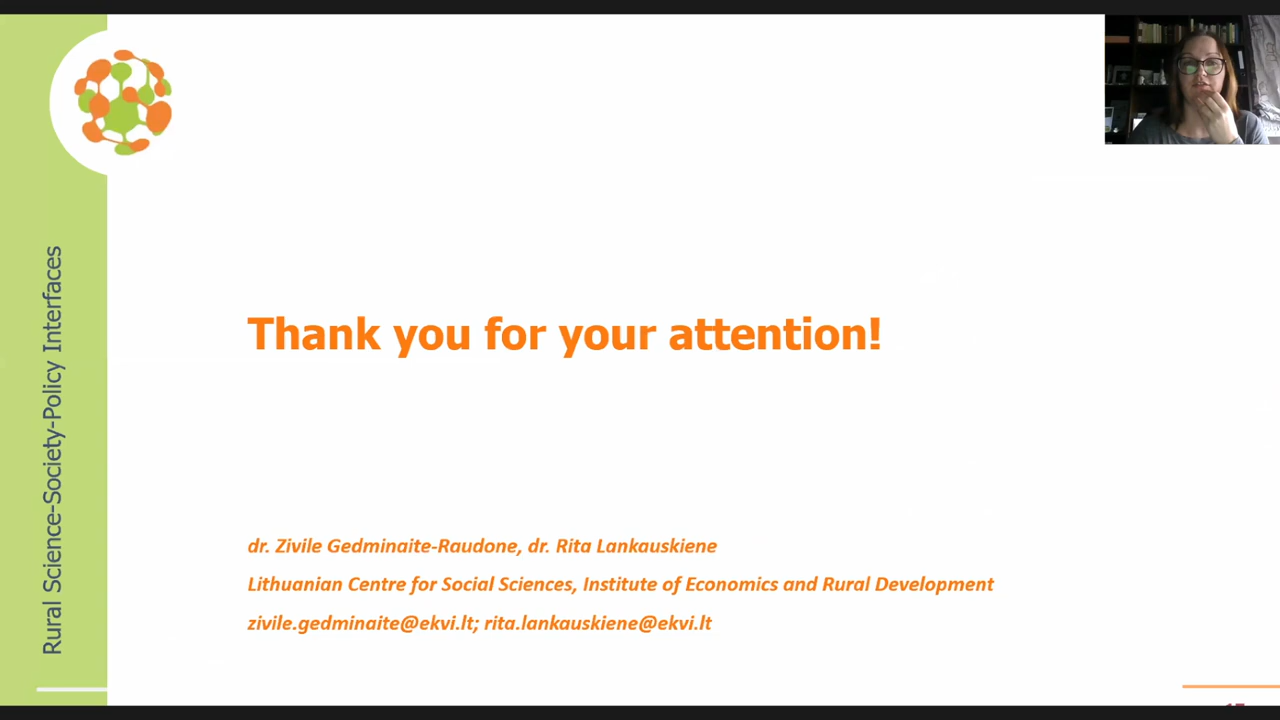 Rural Science-Society-Policy Interfaces
Thank you for your attention!
dr. Zivile Gedminaite-Raudone, dr. Rita Lankauskiene
Lithuanian Centre for Social Sciences, Institute of Economics and Rural Development
zivile.gedminaite@ekvi.lt; rita.lankauskiene@ekvi.lt